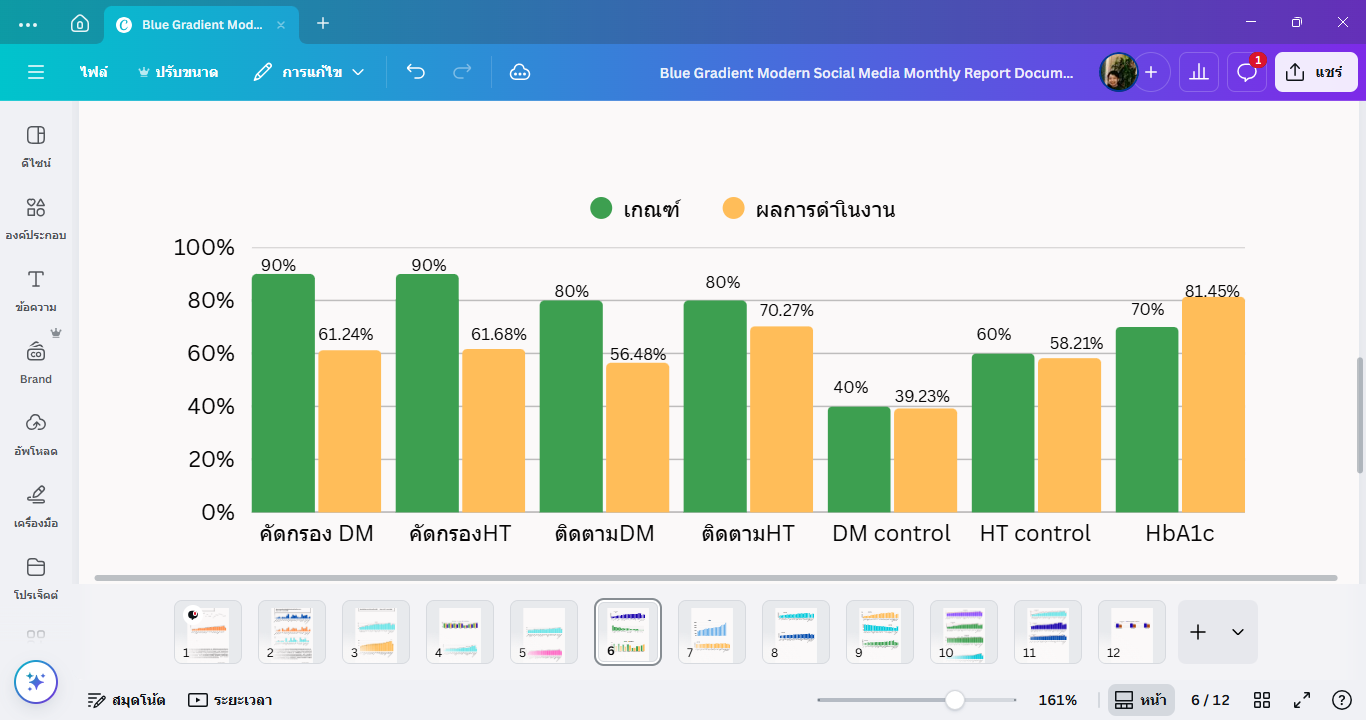 Blue Gradient Mod...
ไฟล์
ปรับขนาด
การแก้ไข
Blue Gradient Modern Social Media Monthly Report Docum...
1
แชร์
ดีไซน์
องค์ประกอบ
ข้อความ
Brand
อัพโหลด
เครื่องมือ
โปรเจ็คต์
เกณฑ์
ผลการดำเนินงาน
100%
80%
60%
40%
20%
0%
90%
61.24%
90%
61.68%
80%
56.48%
80%
70.27%
40%
39.23%
60%
58.21%
70%
81.45%
คัดกรอง DM
คัดกรองHT
ติดตามDM
ติดตามHT
DM control
HT control
HbA1c
1
2
3
4
5
6
7
8
9
10
11
12
สมุดโน้ต
ระยะเวลา
161%
หน้า
6 / 12